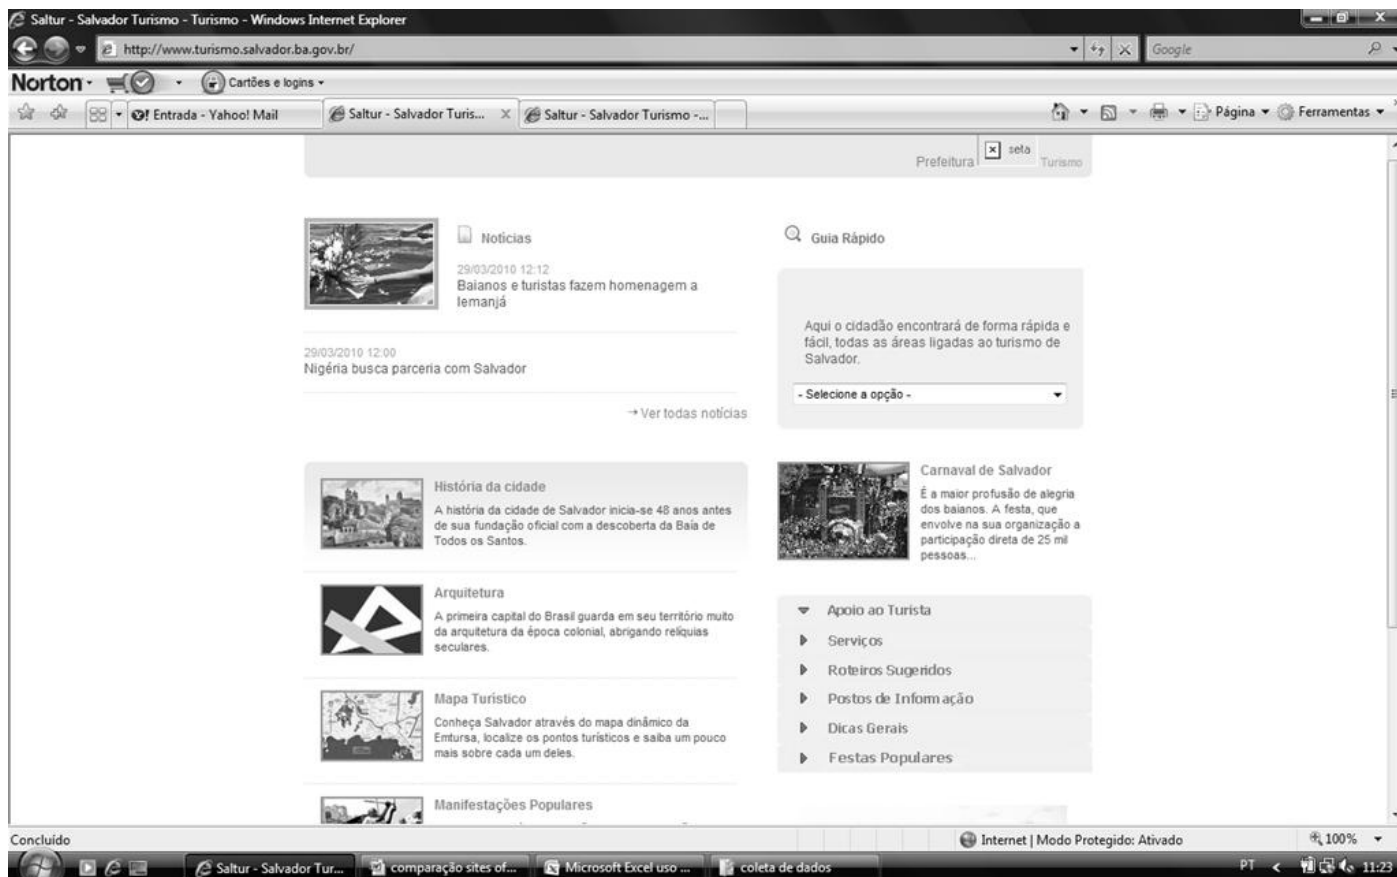 Saltur - Salvador Turismo - Turismo - Windows Internet Explorer
http://www.turismo.salvador.ba.gov.br/
Google
Norton
Cartões e logins
Entrada - Yahoo! Mail
Saltur - Salvador Turis...
Saltur - Salvador Turismo -...
Página
Ferramentas
Prefeitura
seta
Turismo
Notícias
29/03/2010 12:12
Baianos e turistas fazem homenagem a
Iemanjá
29/03/2010 12:00
Nigéria busca parceria com Salvador
Ver todas notícias
Guia Rápido
Aqui o cidadão encontrará de forma rápida e
fácil, todas as áreas ligadas ao turismo de
Salvador.
- Selecione a opção -
História da cidade
A história da cidade de Salvador inicia-se 48 anos antes
de sua fundação oficial com a descoberta da Baía de
Todos os Santos.
Arquitetura
A primeira capital do Brasil guarda em seu território muito
da arquitetura da época colonial, abrigando relíquias
seculares.
Mapa Turístico
Conheça Salvador através do mapa dinâmico da
Emtursa, localize os pontos turísticos e saiba um pouco
mais sobre cada um deles.
Manifestações Populares
Carnaval de Salvador
É a maior profusão de alegria
dos baianos. A festa, que
envolve na sua organização a
participação direta de 25 mil
pessoas...
Apoio ao Turista
Serviços
Roteiros Sugeridos
Postos de Informação
Dicas Gerais
Festas Populares
Concluído
Internet | Modo Protegido: Ativado
100%
Saltur - Salvador Tur...
comparação sites of...
Microsoft Excel uso ...
coleta de dados
PT
11:23